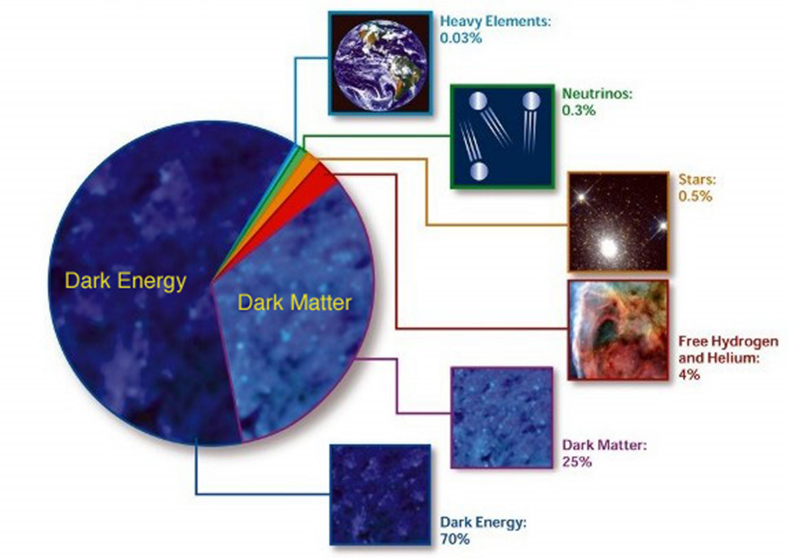 Heavy Elements:
0.03%
Neutrinos:
0.3%
Stars:
0.5%
Dark Energy
Dark Matter
Free Hydrogen
and Helium:
4%
Dark Matter:
25%
Dark Energy:
70%